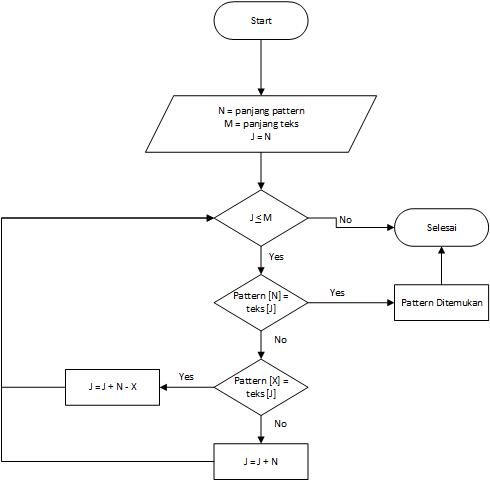 Start
N = panjang pattern
M = panjang teks
J = N
J ≤ M
No
Selesai
Yes
Pattern [N] =
teks [J]
Yes
Pattern Ditemukan
No
Pattern [X] =
teks [J]
Yes
J = J + N - X
No
J = J + N